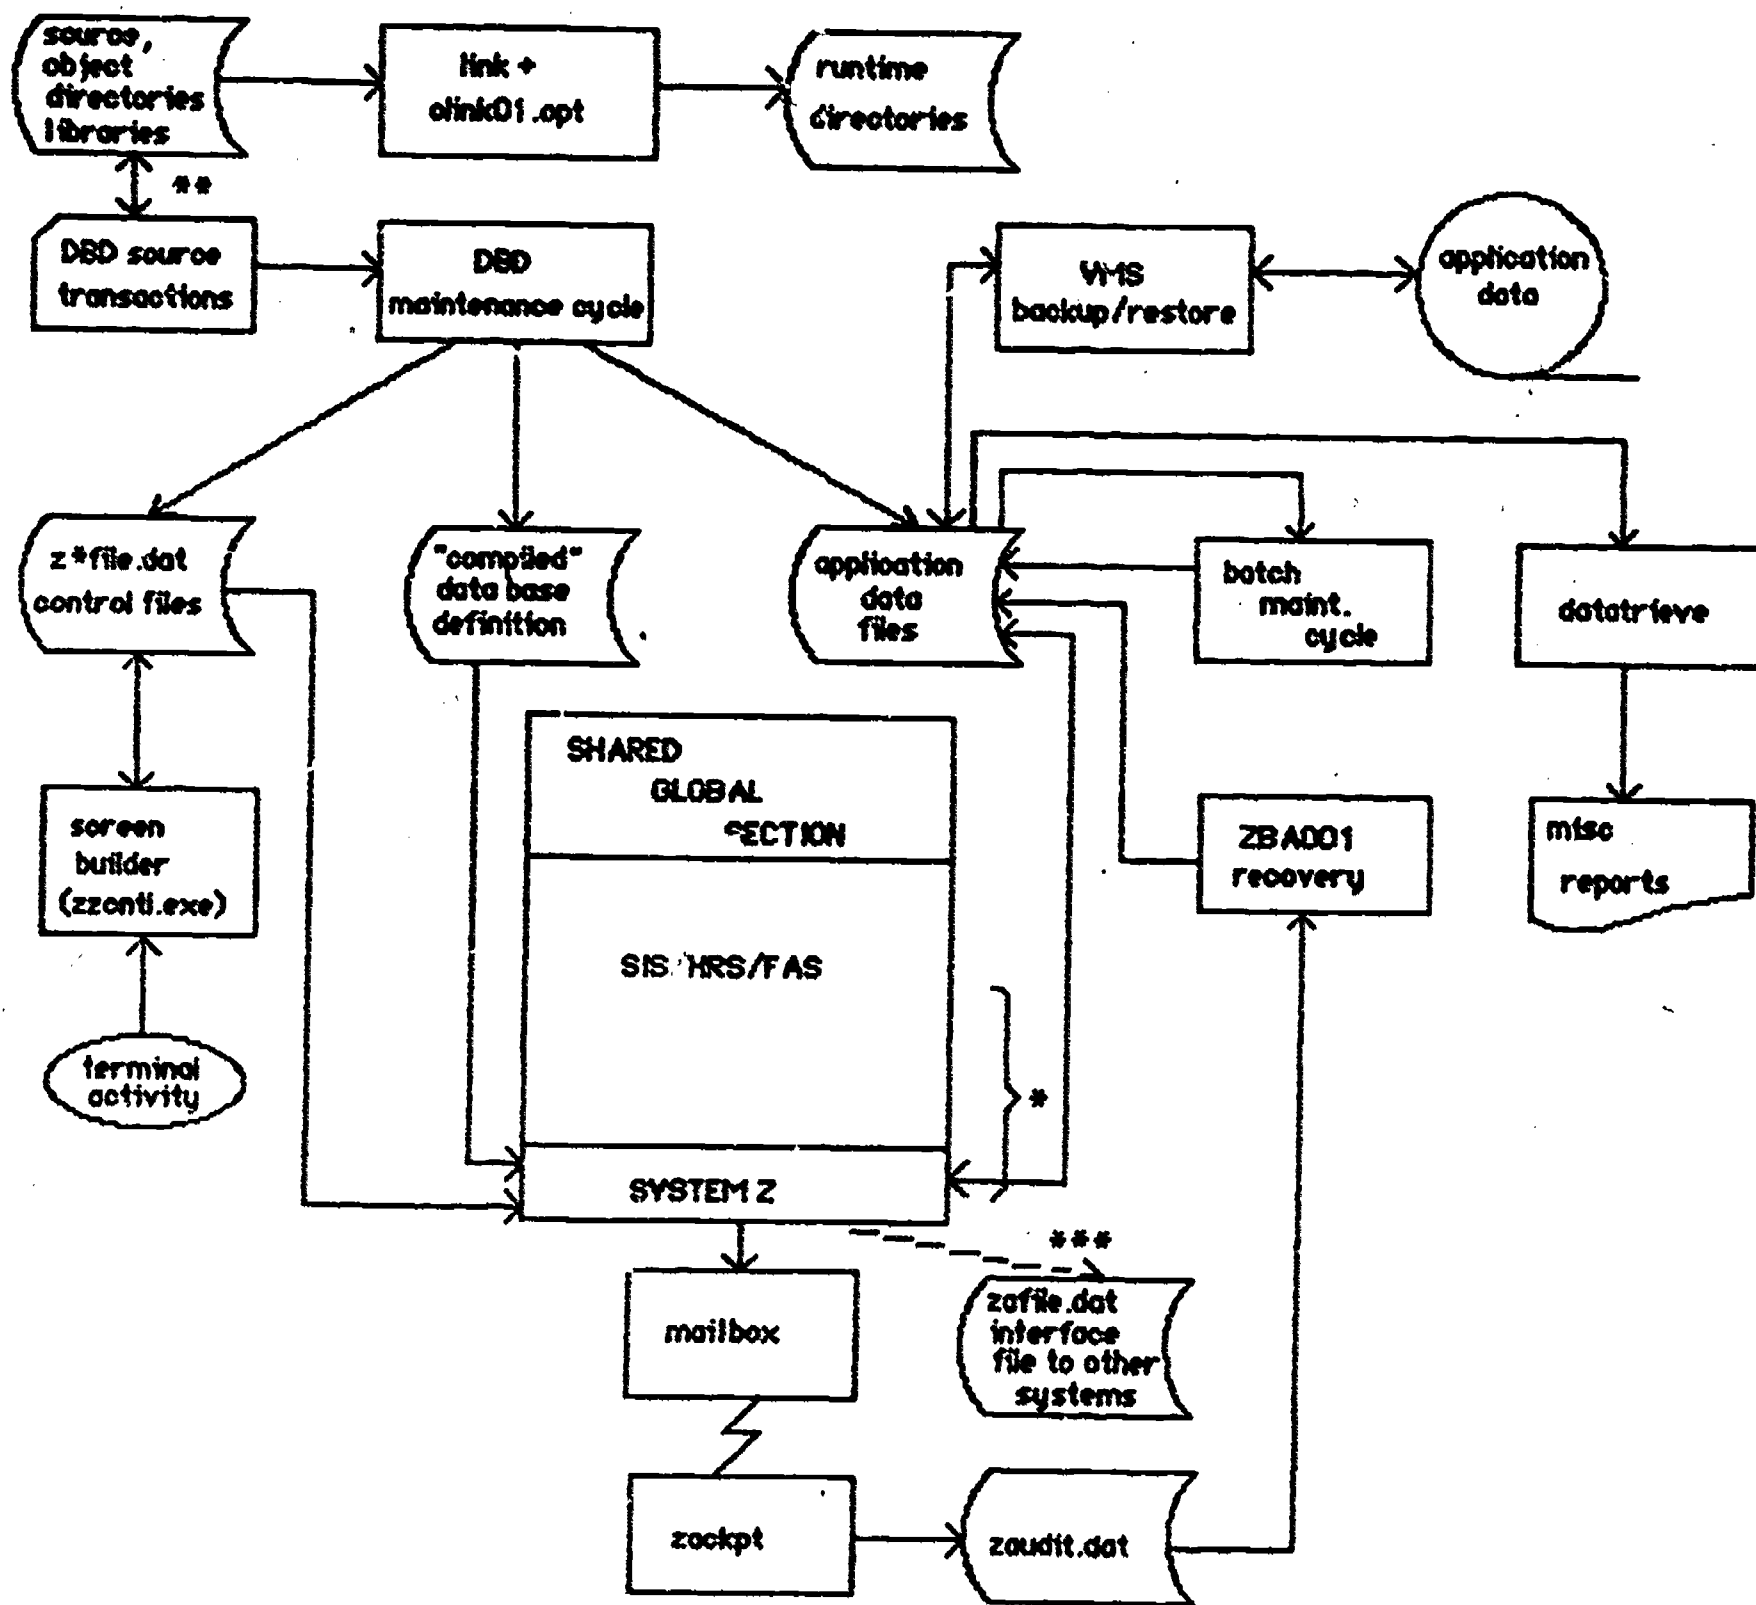 source,
object
directories
libraries
link +
olink01.opt
runtime
directories
**
DBD source
transactions
DBD
maintenance cycle
VMS
backup/restore
application
data
z*file.dat
control files
"compiled"
data base
definition
application
data
files
batch
maint.
cycle
datatrieve
SHARED
GLOBAL
SECTION
screen
builder
(zzconti.exe)
ZBA001
recovery
misc
reports
SIS HRS/FAS
terminal
activity
*
SYSTEM Z
***
mailbox
zafile.dat
interface
file to other
systems
zackpt
zaudit.dat